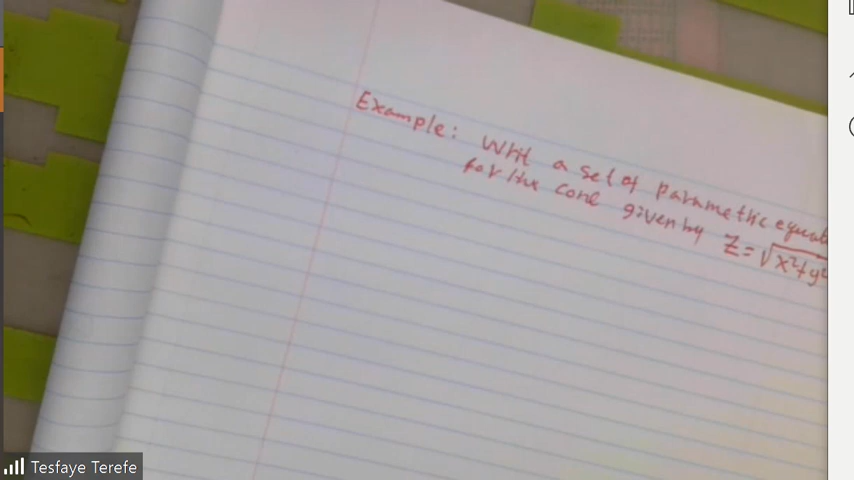 Example: Writ a set of parametric equat
for the cone given by Z=√x²+y²
Tesfaye Terefe